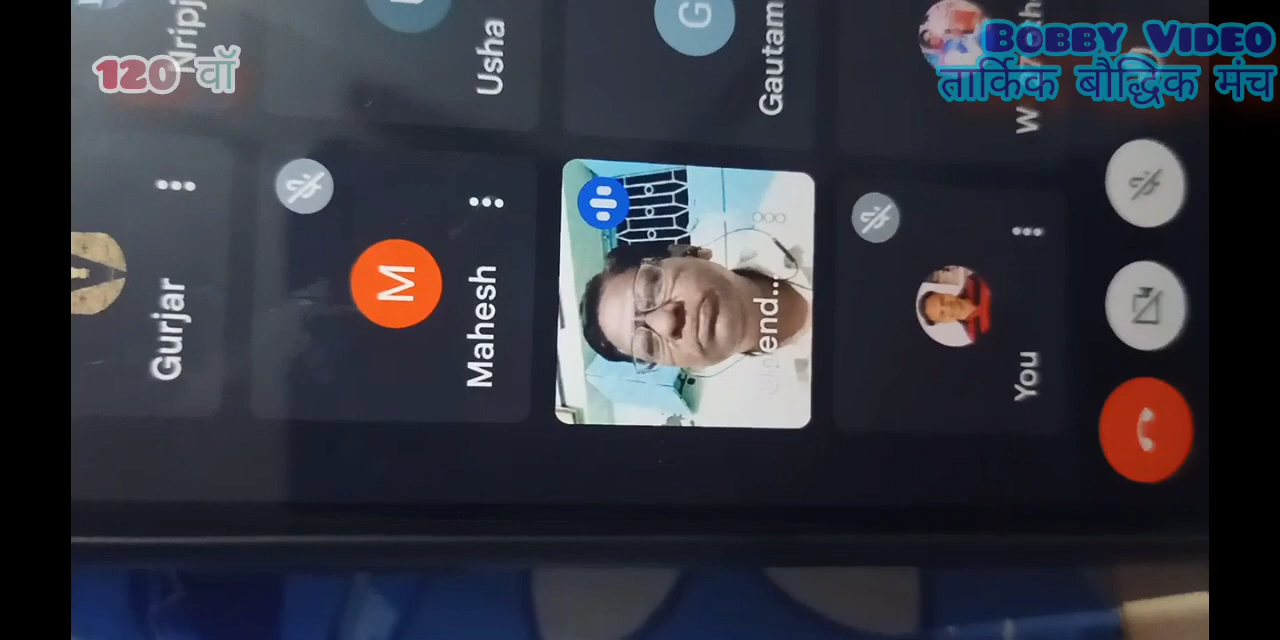 120 वाॅ
BOBBY VIDEO
तार्किक बौद्धिक मंच
Usha
Gautam
Gurjar
M
Mahesh
G
You